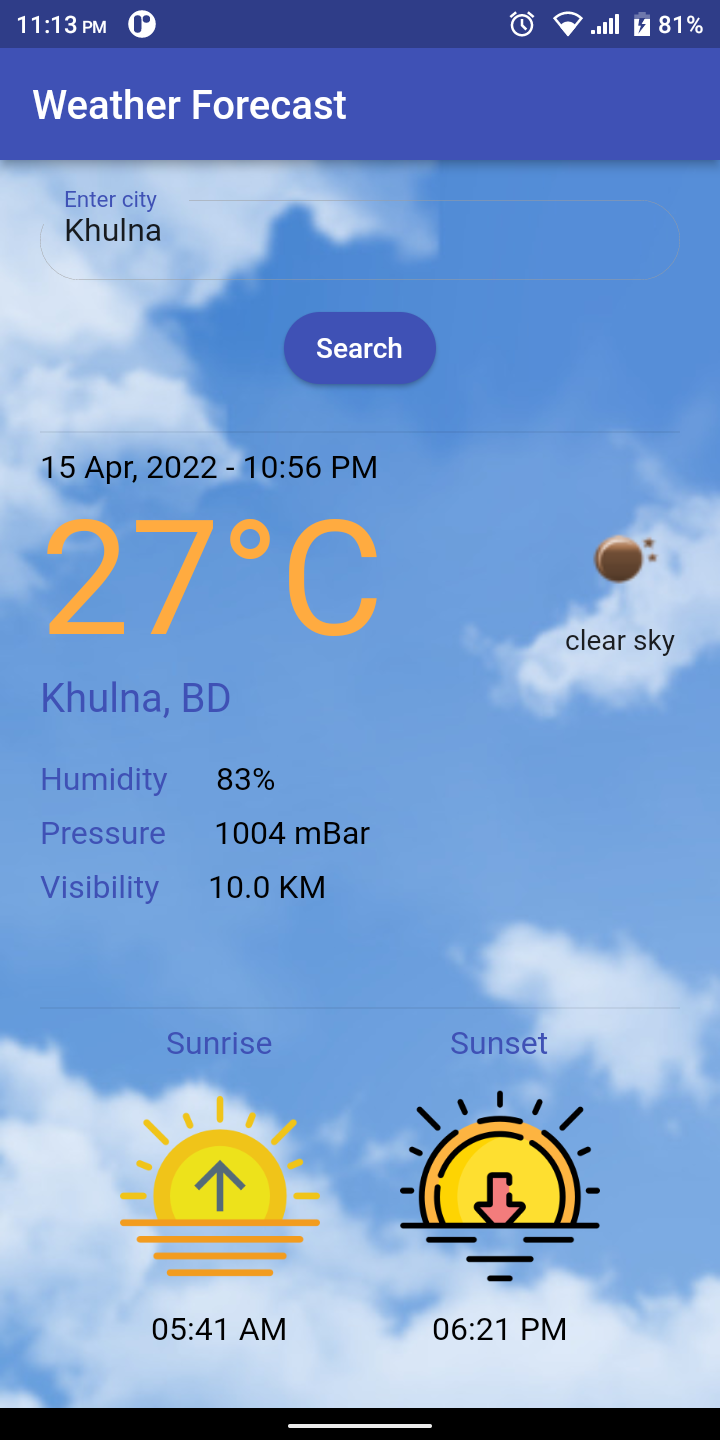 11:13 PM 81%
Weather Forecast
Enter city
Khulna
Search
15 Apr, 2022 - 10:56 PM
27°C
clear sky
Khulna, BD
Humidity 83%
Pressure 1004 mBar
Visibility 10.0 KM
Sunrise Sunset
05:41 AM 06:21 PM